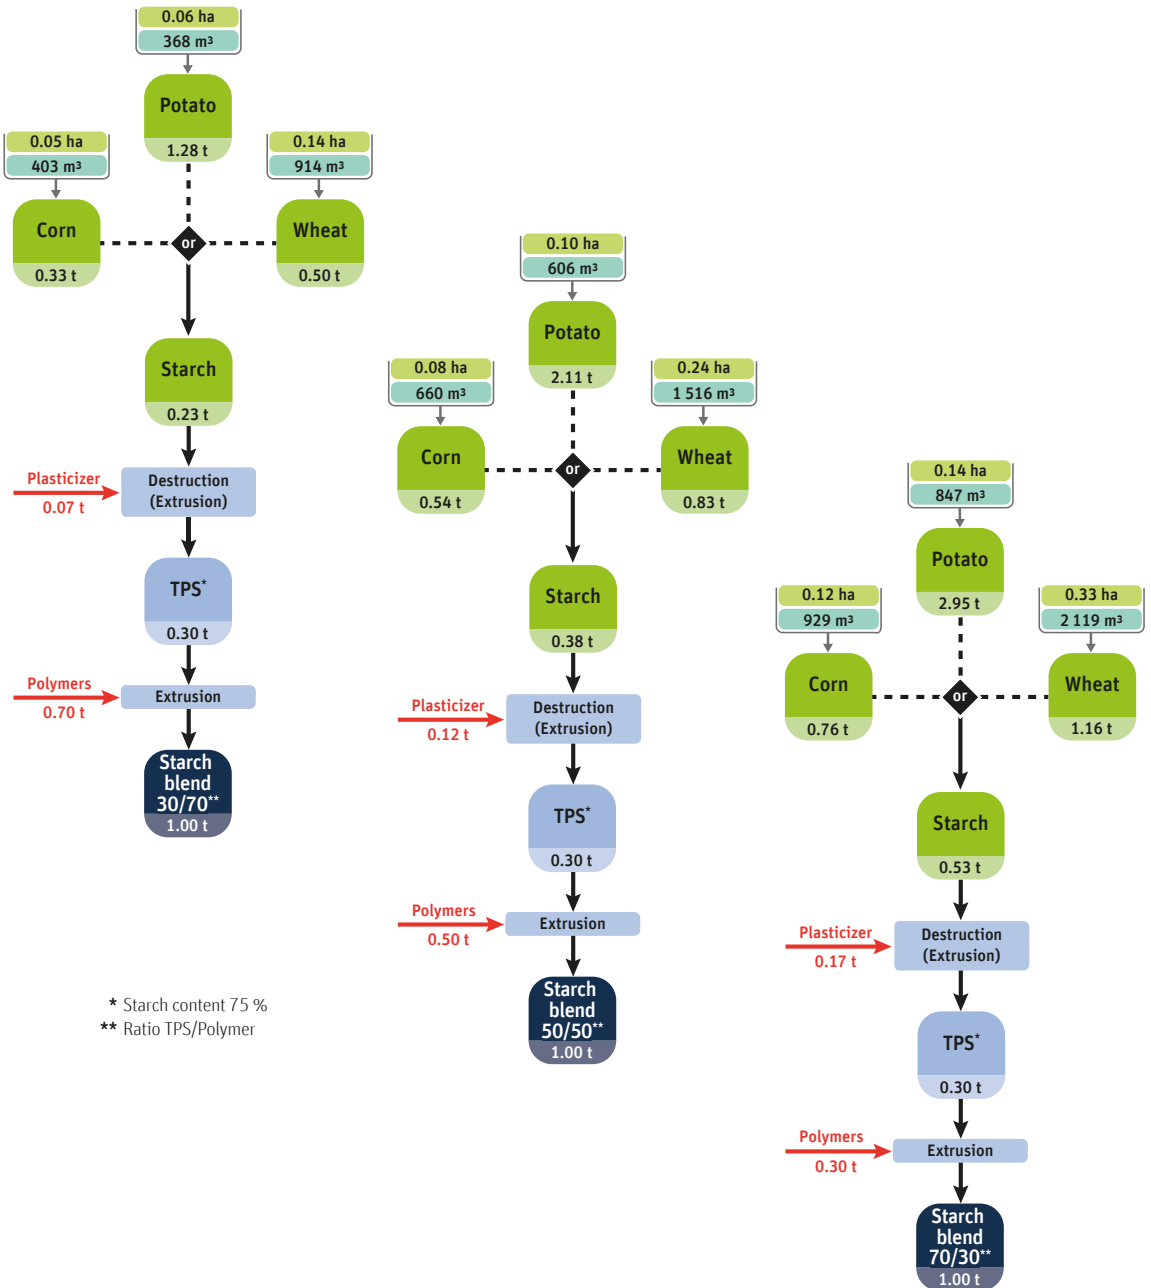 0.06 ha
368 m³
Potato
1.28 t
0.05 ha
403 m³
Corn
0.33 t
0.14 ha
914 m³
Wheat
0.50 t
or
Starch
0.23 t
Plasticizer
0.07 t
Destruction
(Extrusion)
TPS*
0.30 t
Polymers
0.70 t
Extrusion
Starch
blend
30/70**
1.00 t
0.10 ha
606 m³
Potato
2.11 t
0.08 ha
660 m³
Corn
0.54 t
0.24 ha
1 516 m³
Wheat
0.83 t
or
Starch
0.38 t
Plasticizer
0.12 t
Destruction
(Extrusion)
TPS*
0.30 t
Polymers
0.50 t
Extrusion
Starch
blend
50/50**
1.00 t
0.14 ha
847 m³
Potato
2.95 t
0.12 ha
929 m³
Corn
0.76 t
0.33 ha
2 119 m³
Wheat
1.16 t
or
Starch
0.53 t
Plasticizer
0.17 t
Destruction
(Extrusion)
TPS*
0.30 t
Polymers
0.30 t
Extrusion
Starch
blend
70/30**
1.00 t
* Starch content 75 %
** Ratio TPS/Polymer